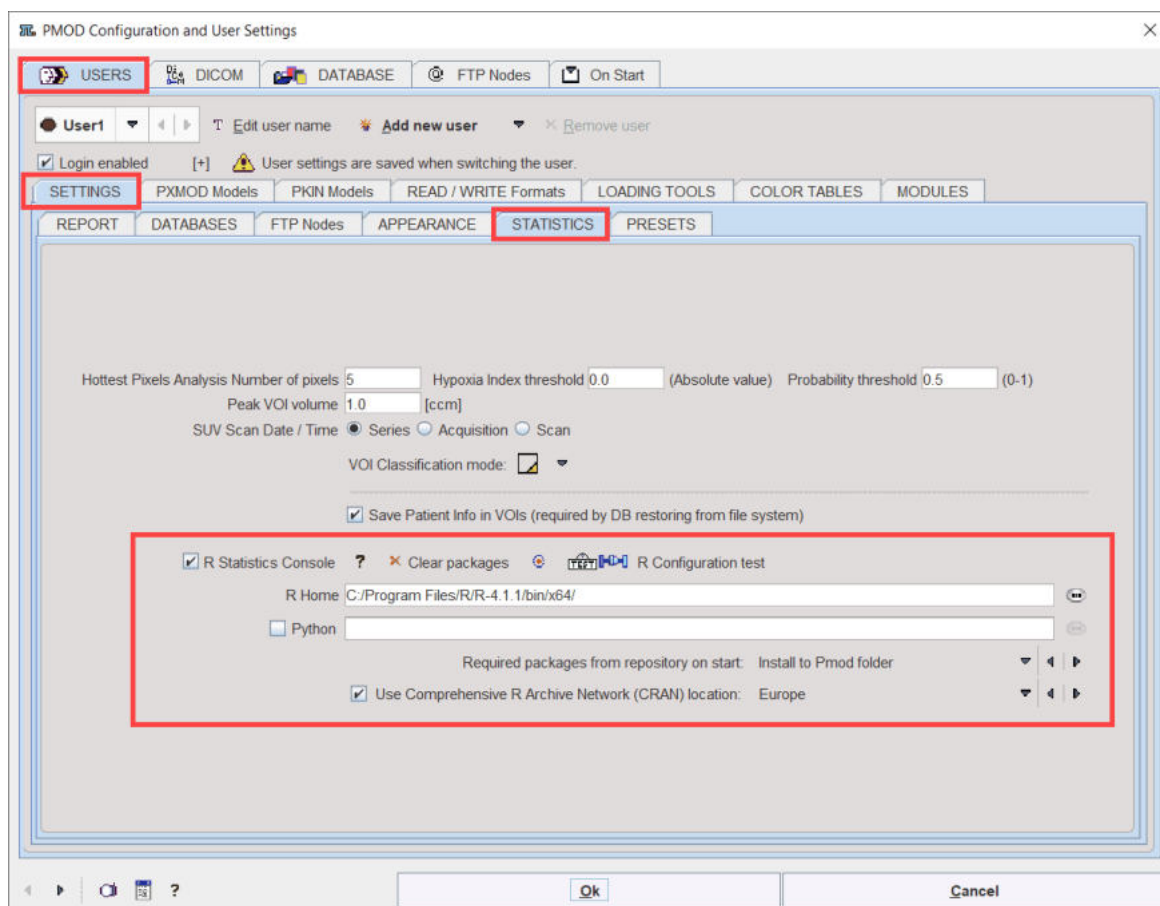 PMOD Configuration and User Settings
USERS DICOM DATABASE FTP Nodes On Start
User1 T Edit user name Add new user Remove user
Login enabled [+] User settings are saved when switching the user.
SETTINGS PXMOD Models PKIN Models READ / WRITE Formats LOADING TOOLS COLOR TABLES MODULES
REPORT DATABASES FTP Nodes APPEARANCE STATISTICS PRESETS
Hottest Pixels Analysis Number of pixels 5 Hypoxia Index threshold 0.0 (Absolute value) Probability threshold 0.5 (0-1)
Peak VOI volume 1.0 [ccm]
SUV Scan Date / Time Series Acquisition Scan
VOI Classification mode:
Save Patient Info in VOIs (required by DB restoring from file system)
R Statistics Console ? Clear packages TEST R Configuration test
R Home C:/Program Files/R/R-4.1.1/bin/x64/
Python
Required packages from repository on start: Install to Pmod folder
Use Comprehensive R Archive Network (CRAN) location: Europe
? Ok Cancel